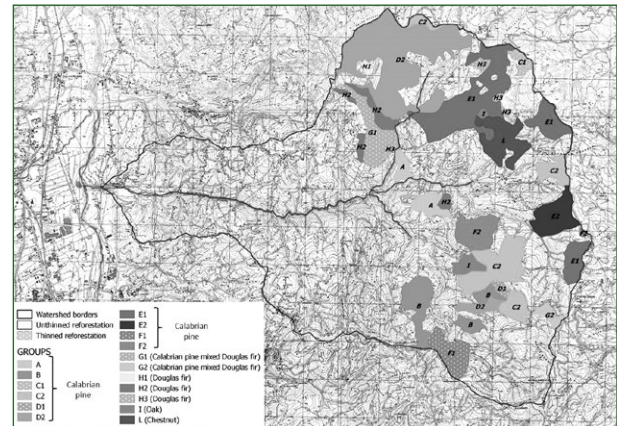 C2
D2
H1
H3
C1
H2
E1
H3
H2
I
H3
G1
E1
L
H2
H3
A
C2
A
H2
E2
F2
F2
E1
I
C2
D1
B
B
D2
C2
G2
B
F1
Watershed borders
Unthinned reforestation
Thinned reforestation
GROUPS
A
B
C1
C2
D1
D2
Calabrian
pine
E1
E2
F1
F2
Calabrian
pine
G1 (Calabrian pine mixed Douglas fir)
G2 (Calabrian pine mixed Douglas fir)
H1 (Douglas fir)
H2 (Douglas fir)
H3 (Douglas fir)
I (Oak)
L (Chestnut)